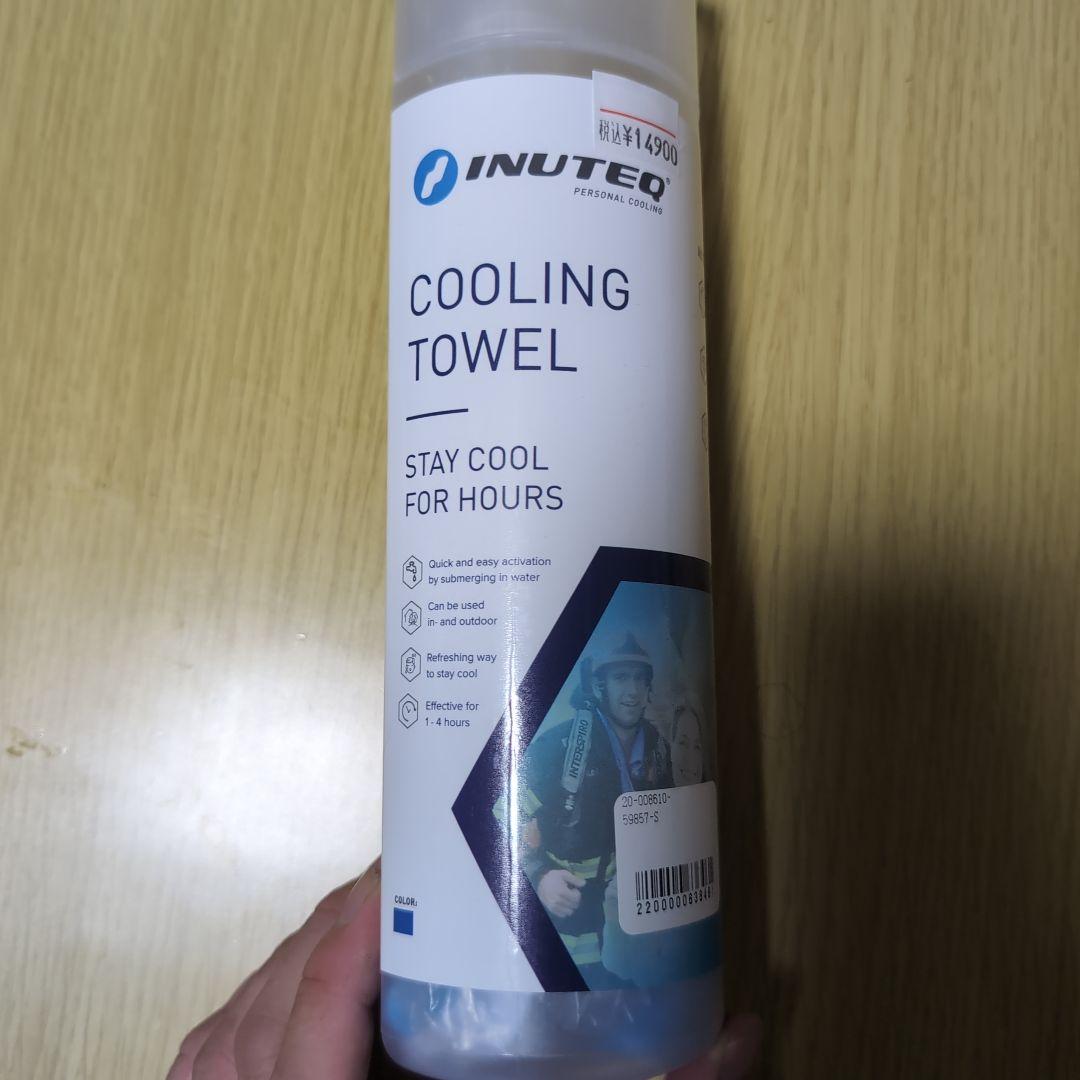 税込¥14900
INUTEQ®
PERSONAL COOLING
COOLING
TOWEL
STAY COOL
FOR HOURS
Quick and easy activation
by submerging in water
Can be used
in- and outdoor
Refreshing way
to stay cool
Effective for
1 - 4 hours
INTERSPIRO
20-008610-
59857-S
COLOR: